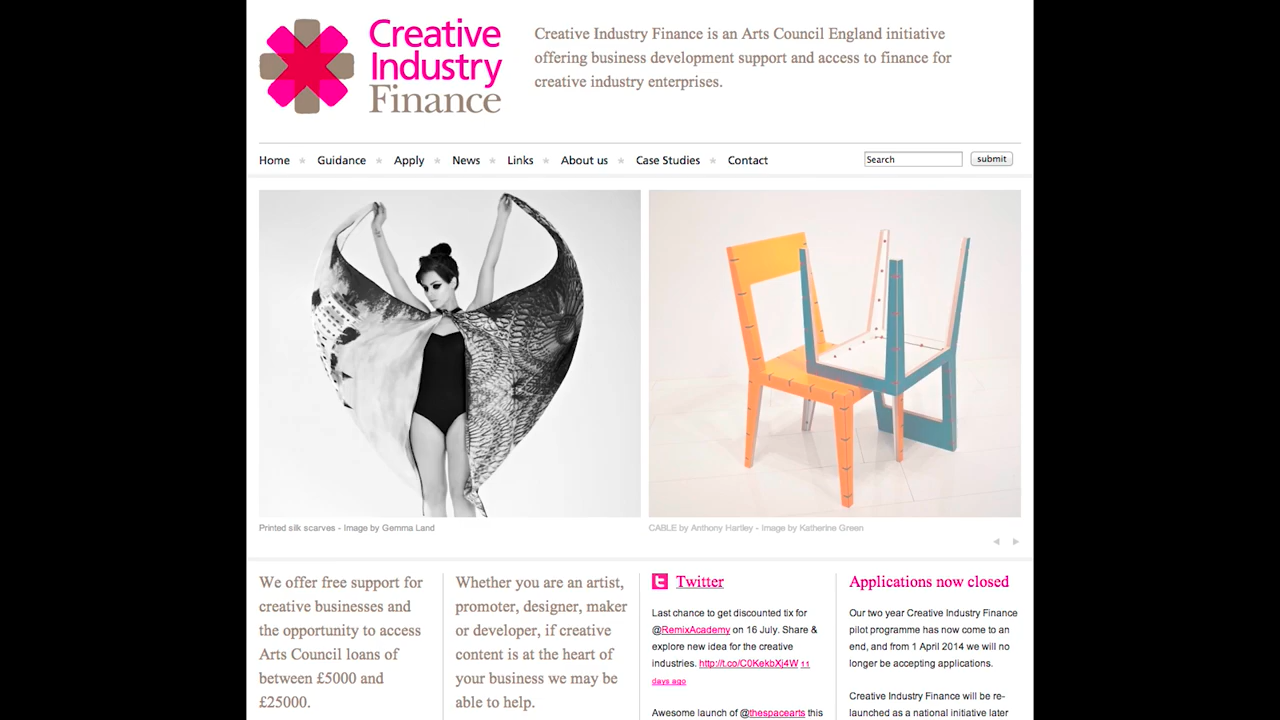 Creative
Industry
Finance
Creative Industry Finance is an Arts Council England initiative
offering business development support and access to finance for
creative industry enterprises.
Home Guidance Apply News Links About us Case Studies Contact
Search submit
Printed silk scarves - Image by Gemma Land
CABLE by Anthony Hartley - Image by Katherine Green
We offer free support for
creative businesses and
the opportunity to access
Arts Council loans of
between £5000 and
£25000.
Whether you are an artist,
promoter, designer, maker
or developer, if creative
content is at the heart of
your business we may be
able to help.
Twitter
Last chance to get discounted tix for
@RemixAcademy on 16 July. Share &
explore new idea for the creative
industries. http://t.co/C0KekbXj4W 11
days ago
Awesome launch of @thespacearts this
Applications now closed
Our two year Creative Industry Finance
pilot programme has now come to an
end, and from 1 April 2014 we will no
longer be accepting applications.
Creative Industry Finance will be re-
launched as a national initiative later